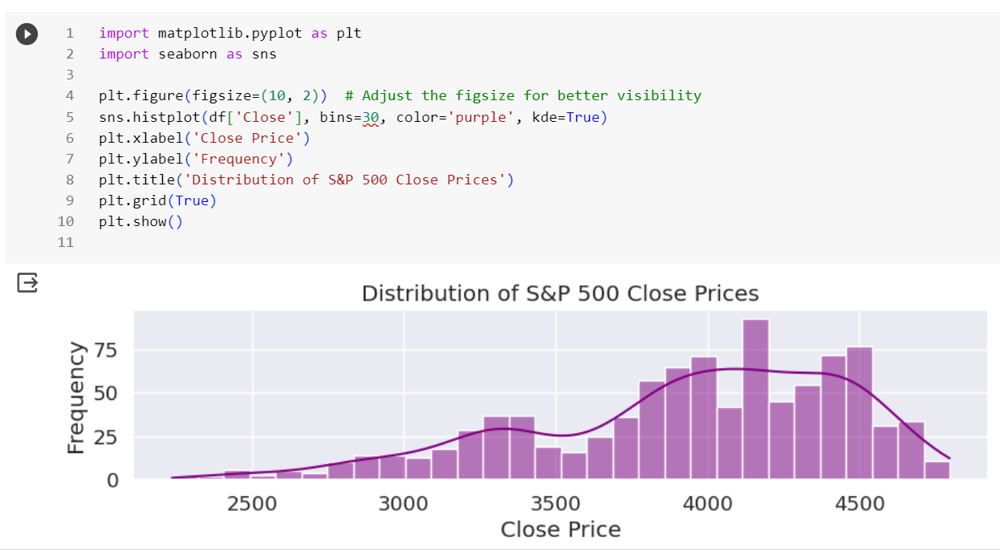 1 import matplotlib.pyplot as plt
2 import seaborn as sns
3
4 plt.figure(figsize=(10, 2))  # Adjust the figsize for better visibility
5 sns.histplot(df['Close'], bins=30, color='purple', kde=True)
6 plt.xlabel('Close Price')
7 plt.ylabel('Frequency')
8 plt.title('Distribution of S&P 500 Close Prices')
9 plt.grid(True)
10 plt.show()
11
Distribution of S&P 500 Close Prices
Frequency
75
50
25
0
2500 3000 3500 4000 4500
Close Price